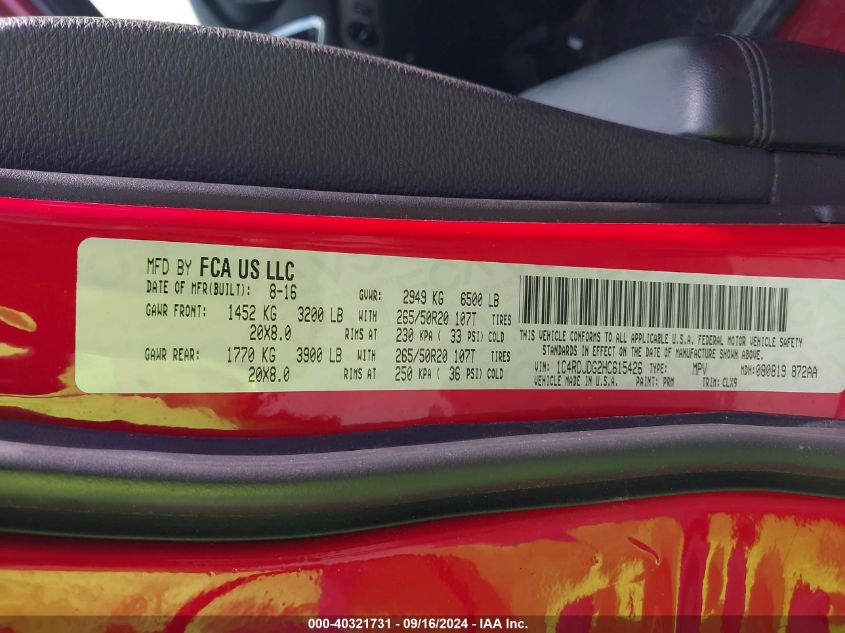 MFD BY FCA US LLC
DATE OF MFR(BUILT): 8-16 GVWR: 2949 KG 6500 LB
GAWR FRONT: 1452 KG 3200 LB WITH 265/50R20 107T TIRES
20X8.0 RIMS AT 230 KPA ( 33 PSI) COLD
GAWR REAR: 1770 KG 3900 LB WITH 265/50R20 107T TIRES
20X8.0 RIMS AT 250 KPA ( 36 PSI) COLD
THIS VEHICLE CONFORMS TO ALL APPLICABLE U.S.A. FEDERAL MOTOR VEHICLE SAFETY
STANDARDS IN EFFECT ON THE DATE OF MANUFACTURE SHOWN ABOVE.
VIN: 1C4RDJDG2HC615426 TYPE: MPV MDH:080819 872AA
VEHICLE MADE IN U.S.A. PAINT: PRM TRIM: CLX9
000-40321731 - 09/16/2024 - IAA Inc.